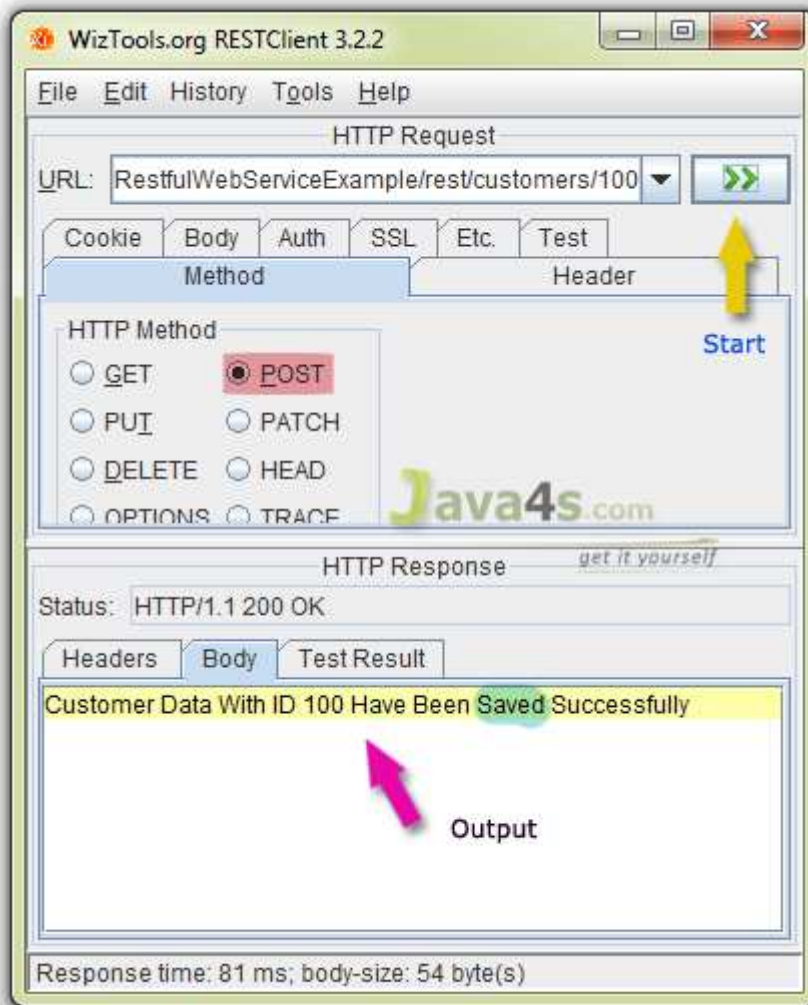 WizTools.org RESTClient 3.2.2
File Edit History Tools Help
HTTP Request
URL: RestfulWebServiceExample/rest/customers/100
Cookie Body Auth SSL Etc. Test
Method Header
HTTP Method
GET POST
Start
PUT PATCH
DELETE HEAD
OPTIONS TRACE
Java4s.com
get it yourself
HTTP Response
Status: HTTP/1.1 200 OK
Headers Body Test Result
Customer Data With ID 100 Have Been Saved Successfully
Output
Response time: 81 ms; body-size: 54 byte(s)